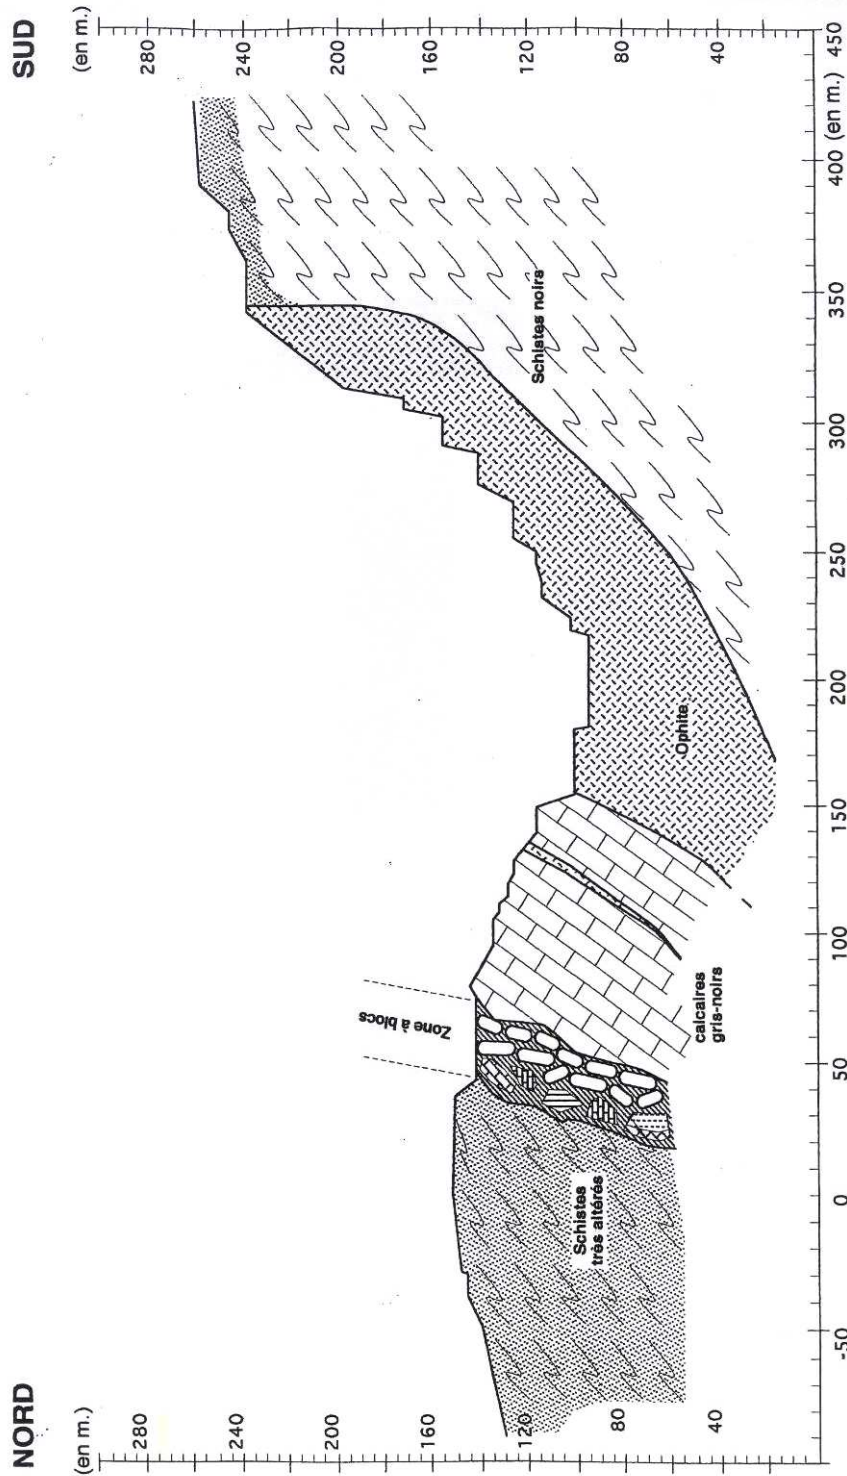 NORD
SUD
(en m.)
(en m.)
280
280
240
240
200
200
160
160
120
120
80
80
40
40
Zone à blocs
Schistes
très altérés
calcaires
gris-noirs
Ophite
Schistes noirs
-50
0
50
100
150
200
250
300
350
400
450
(en m.)